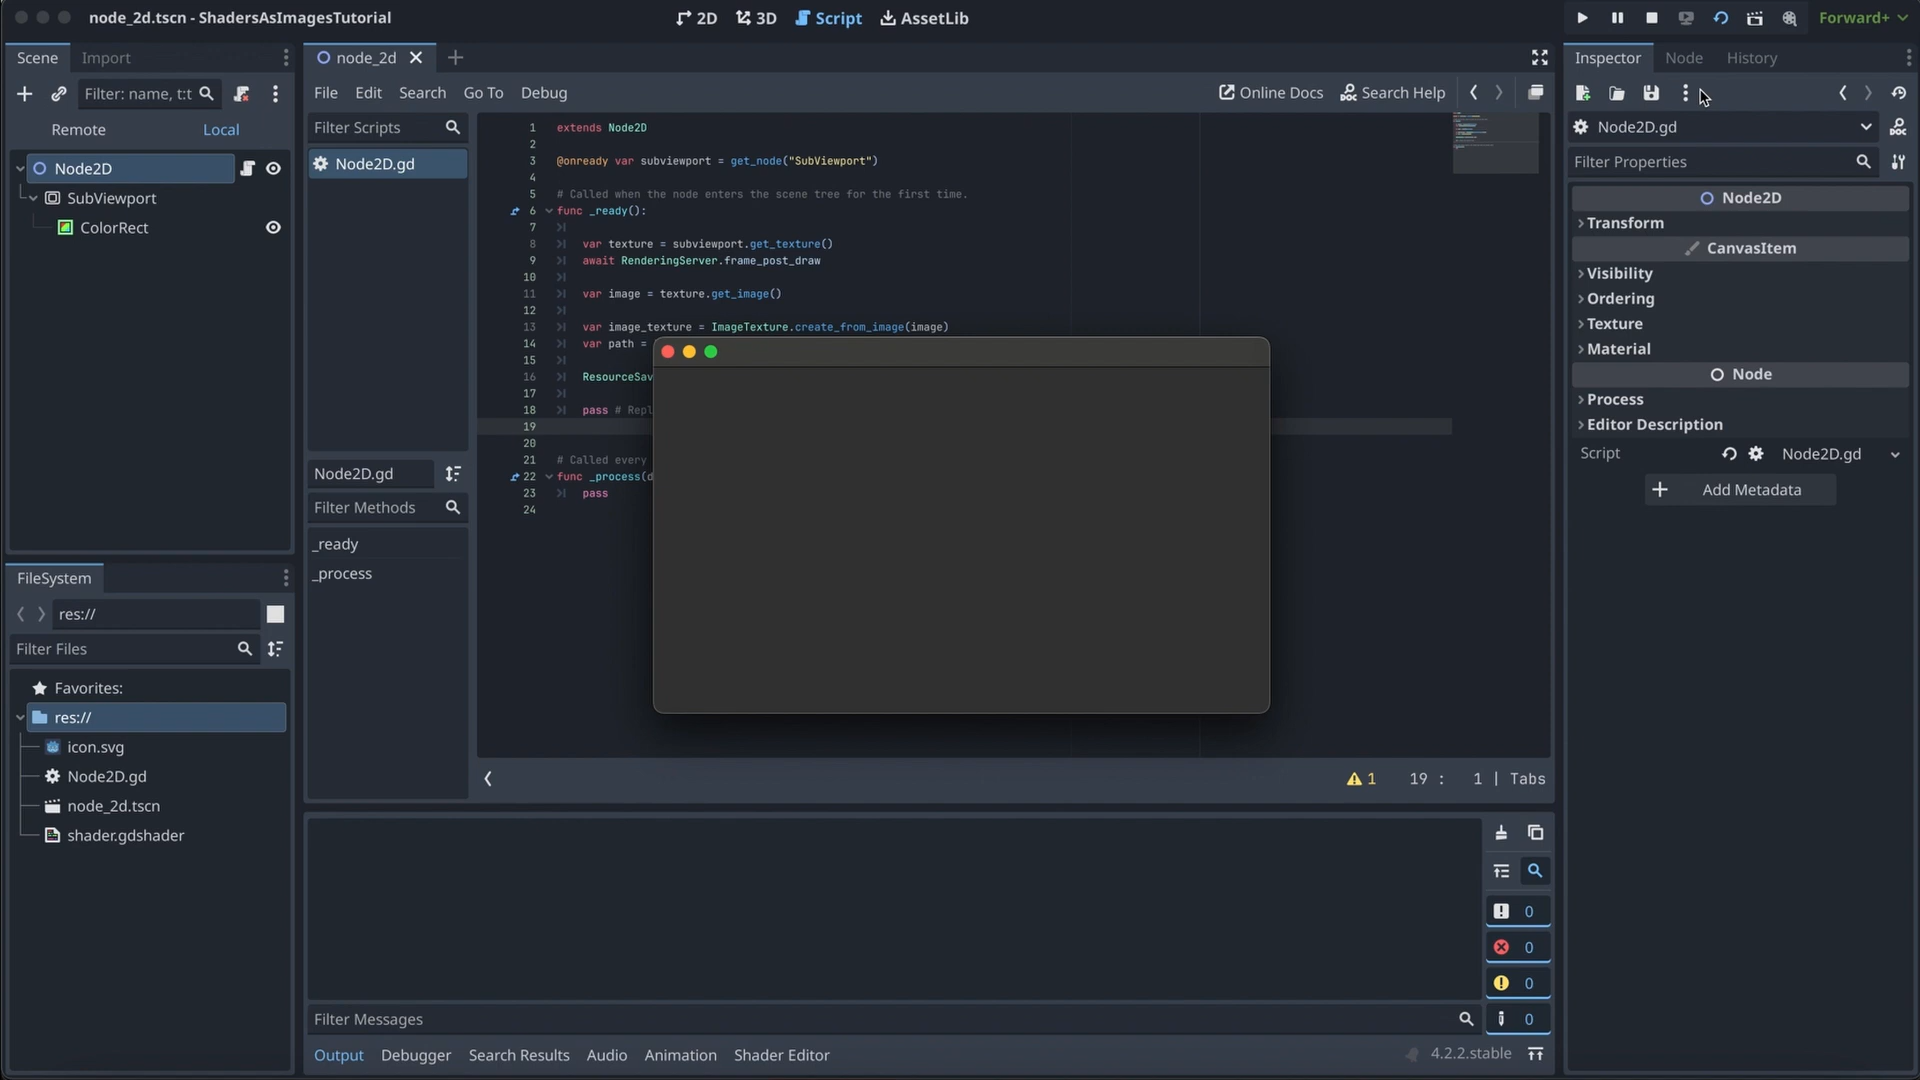 node_2d.tscn - ShadersAsImagesTutorial
2D
3D
Script
AssetLib
Forward+
Scene
Import
Filter: name, t:t
Remote
Local
Node2D
SubViewport
ColorRect
FileSystem
res://
Filter Files
Favorites:
res://
icon.svg
Node2D.gd
node_2d.tscn
shader.gdshader
node_2d
File
Edit
Search
Go To
Debug
Online Docs
Search Help
Filter Scripts
Node2D.gd
Node2D.gd
Filter Methods
_ready
_process
1 extends Node2D
2
3 @onready var subviewport = get_node("SubViewport")
4
5 # Called when the node enters the scene tree for the first time.
6 func _ready():
7
8 var texture = subviewport.get_texture()
9 await RenderingServer.frame_post_draw
10
11 var image = texture.get_image()
12
13 var image_texture = ImageTexture.create_from_image(image)
14 var path =
15
16 ResourceSav
17
18 pass # Repl
19
20
21 # Called every
22 func _process(d
23 pass
24
1
19 : 1 | Tabs
0
0
0
0
Filter Messages
Output
Debugger
Search Results
Audio
Animation
Shader Editor
4.2.2.stable
Inspector
Node
History
Node2D.gd
DOC
Filter Properties
Node2D
Transform
CanvasItem
Visibility
Ordering
Texture
Material
Node
Process
Editor Description
Script
Node2D.gd
Add Metadata